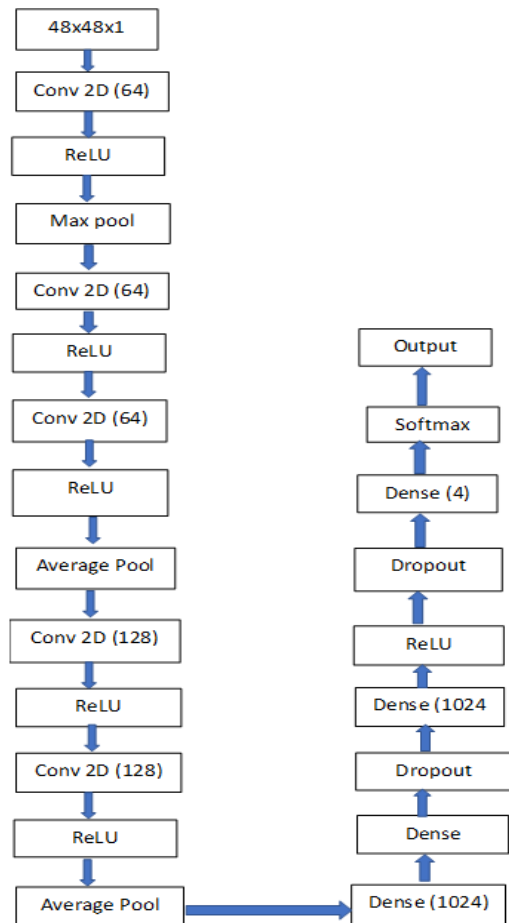 48x48x1
Conv 2D (64)
ReLU
Max pool
Conv 2D (64)
ReLU
Conv 2D (64)
ReLU
Average Pool
Conv 2D (128)
ReLU
Conv 2D (128)
ReLU
Average Pool
Dense (1024)
Dense
Dropout
Dense (1024
ReLU
Dropout
Dense (4)
Softmax
Output